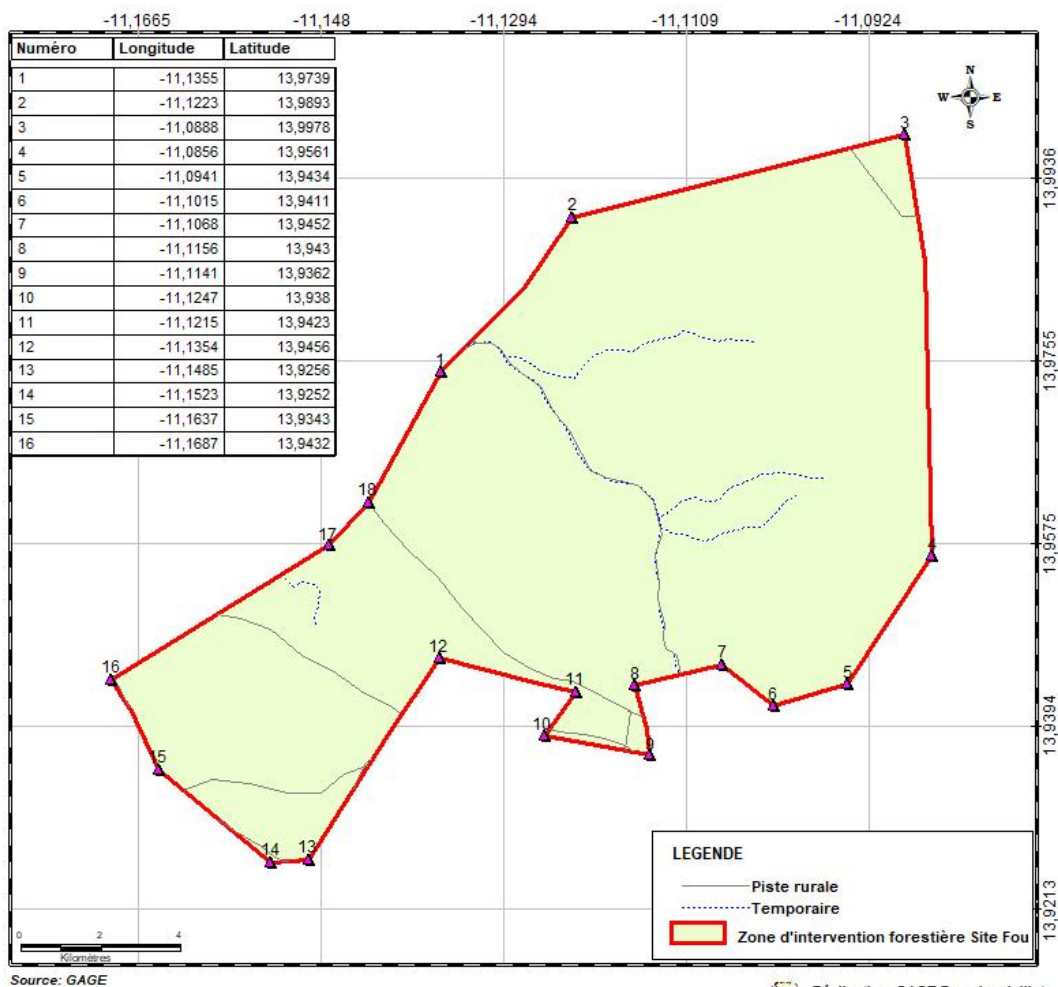 -11,1665 -11,148 -11,1294 -11,1109 -11,0924
Numéro Longitude Latitude
1 -11,1355 13,9739
2 -11,1223 13,9893
3 -11,0888 13,9978
4 -11,0856 13,9561
5 -11,0941 13,9434
6 -11,1015 13,9411
7 -11,1068 13,9452
8 -11,1156 13,943
9 -11,1141 13,9362
10 -11,1247 13,938
11 -11,1215 13,9423
12 -11,1354 13,9456
13 -11,1485 13,9256
14 -11,1523 13,9252
15 -11,1637 13,9343
16 -11,1687 13,9432
N
W E
S
3
2
1
18
17
4
12
7
16
8
5
11
6
10
9
15
14 13
13,9936
13,9755
13,9575
13,9394
13,9213
LEGENDE
Piste rurale
Temporaire
Zone d'intervention forestière Site Fou
0 2 4
Kilométres
Source: GAGE